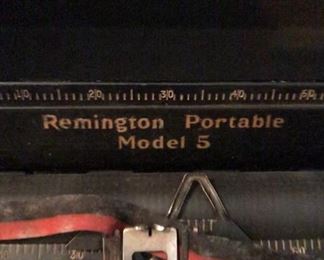 10 20 30 40 50
Remington Portable
Model 5